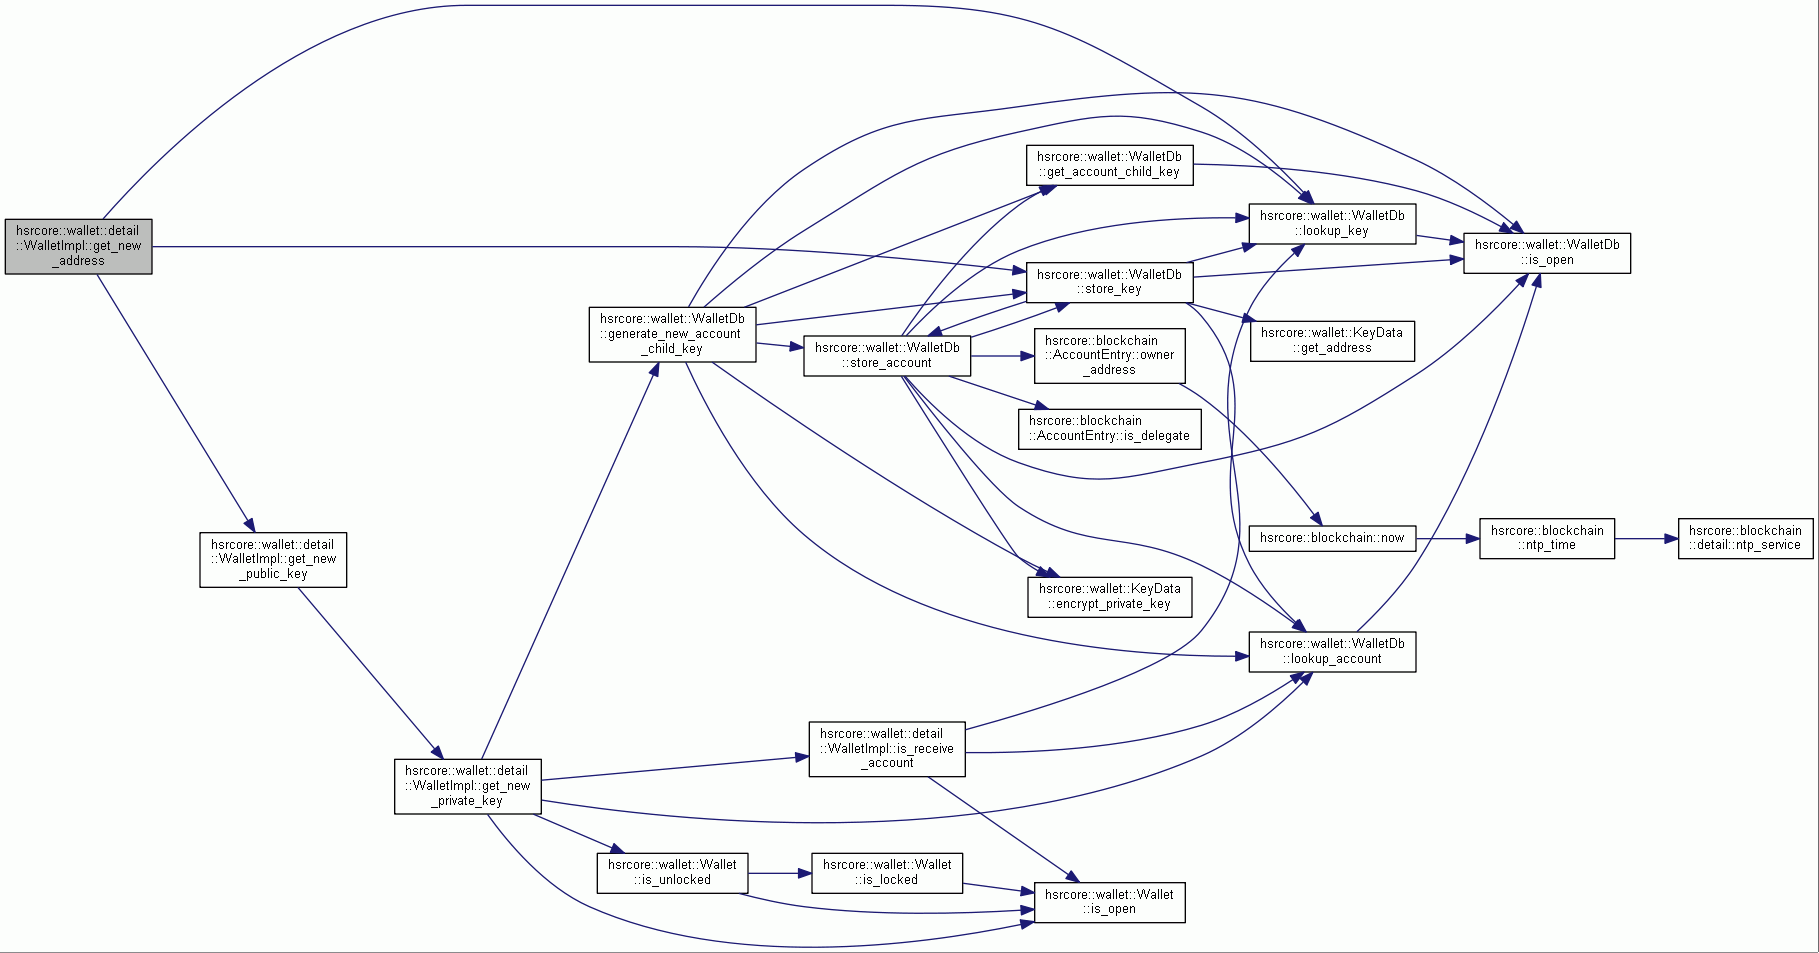 hsrcore::wallet::detail
::WalletImpl::get_new
_address
hsrcore::wallet::detail
::WalletImpl::get_new
_public_key
hsrcore::wallet::detail
::WalletImpl::get_new
_private_key
hsrcore::wallet::WalletDb
::generate_new_account
_child_key
hsrcore::wallet::Wallet
::is_unlocked
hsrcore::wallet::WalletDb
::store_account
hsrcore::wallet::detail
::WalletImpl::is_receive
_account
hsrcore::wallet::Wallet
::is_locked
hsrcore::wallet::WalletDb
::get_account_child_key
hsrcore::wallet::WalletDb
::store_key
hsrcore::blockchain
::AccountEntry::owner
_address
hsrcore::blockchain
::AccountEntry::is_delegate
hsrcore::wallet::KeyData
::encrypt_private_key
hsrcore::wallet::Wallet
::is_open
hsrcore::wallet::WalletDb
::lookup_key
hsrcore::wallet::KeyData
::get_address
hsrcore::blockchain::now
hsrcore::wallet::WalletDb
::lookup_account
hsrcore::wallet::WalletDb
::is_open
hsrcore::blockchain
::ntp_time
hsrcore::blockchain
::detail::ntp_service